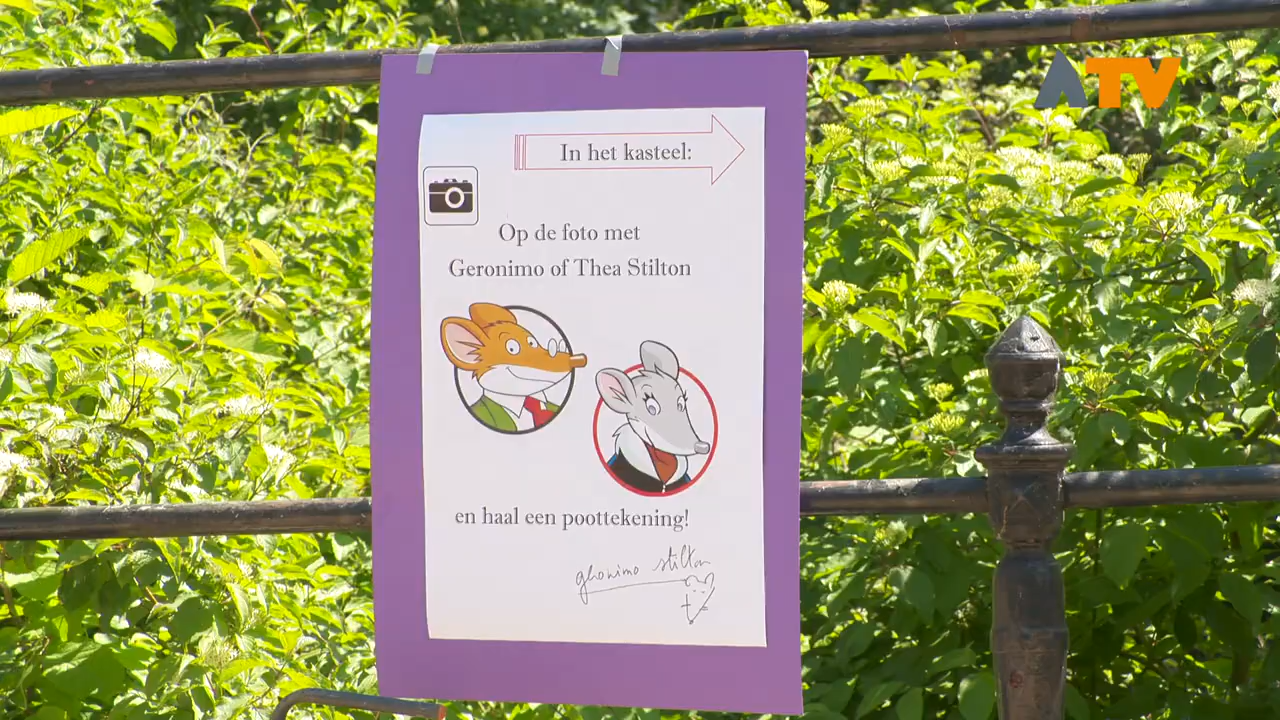 ATV
In het kasteel:
Op de foto met
Geronimo of Thea Stilton
en haal een poottekening!
geronimo stilton